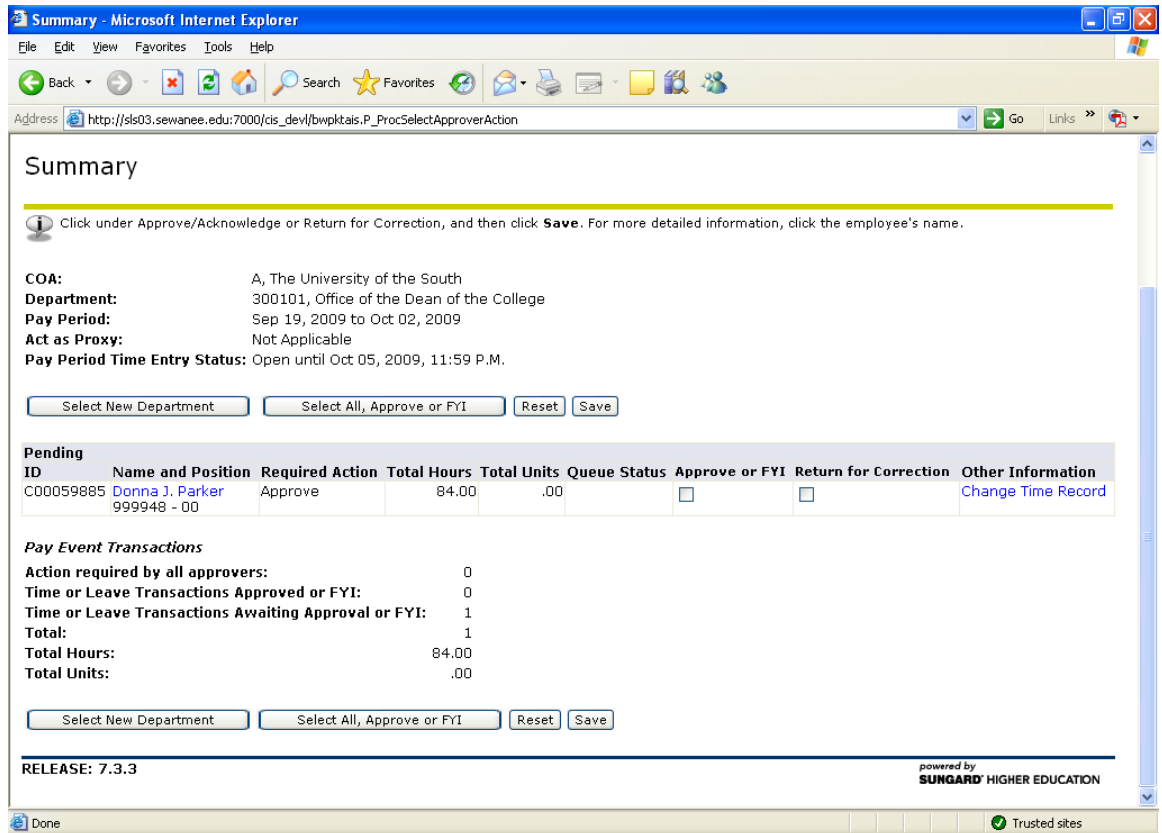 Summary - Microsoft Internet Explorer
File Edit View Favorites Tools Help
Back Search Favorites
Address http://sls03.sewanee.edu:7000/cis_devl/bwpktais.P_ProcSelectApproverAction Go Links »
Summary
Click under Approve/Acknowledge or Return for Correction, and then click Save. For more detailed information, click the employee's name.
COA: A, The University of the South
Department: 300101, Office of the Dean of the College
Pay Period: Sep 19, 2009 to Oct 02, 2009
Act as Proxy: Not Applicable
Pay Period Time Entry Status: Open until Oct 05, 2009, 11:59 P.M.
Select New Department Select All, Approve or FYI Reset Save
Pending
ID Name and Position Required Action Total Hours Total Units Queue Status Approve or FYI Return for Correction Other Information
C00059885 Donna J. Parker Approve 84.00 .00 Change Time Record
999948 - 00
Pay Event Transactions
Action required by all approvers: 0
Time or Leave Transactions Approved or FYI: 0
Time or Leave Transactions Awaiting Approval or FYI: 1
Total: 1
Total Hours: 84.00
Total Units: .00
Select New Department Select All, Approve or FYI Reset Save
RELEASE: 7.3.3
powered by
SUNGARD® HIGHER EDUCATION
Done Trusted sites